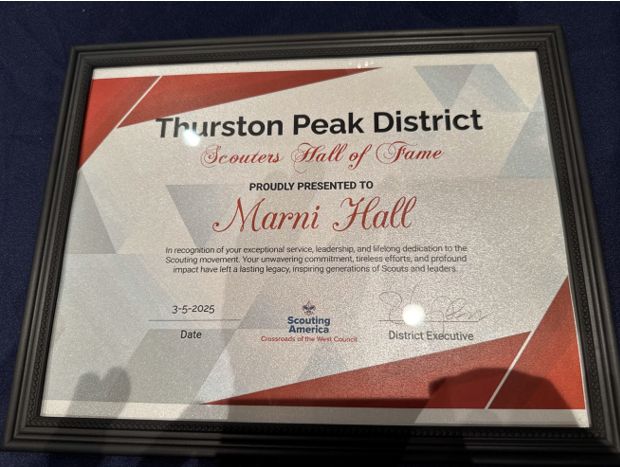 Thurston Peak District
Scouters Hall of Fame
PROUDLY PRESENTED TO
Marni Hall
In recognition of your exceptional service, leadership, and lifelong dedication to the
Scouting movement. Your unwavering commitment, tireless efforts, and profound
impact have left a lasting legacy, inspiring generations of Scouts and leaders.
3-5-2025
Date
Scouting
America
Crossroads of the West Council
District Executive